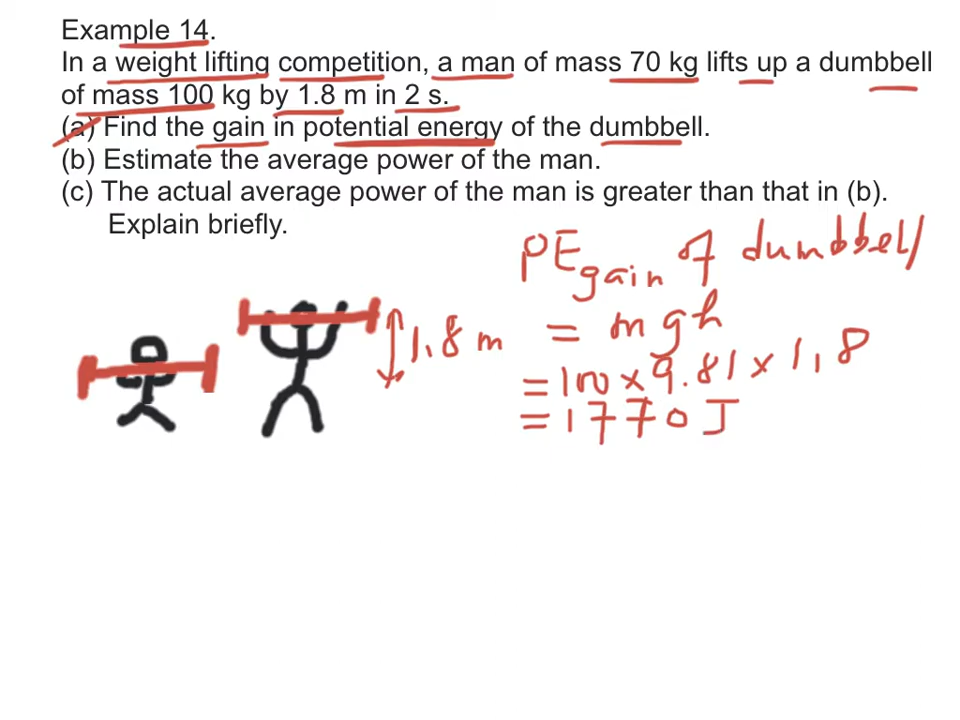 Example 14.
In a weight lifting competition, a man of mass 70 kg lifts up a dumbbell
of mass 100 kg by 1.8 m in 2 s.
(a) Find the gain in potential energy of the dumbbell.
(b) Estimate the average power of the man.
(c) The actual average power of the man is greater than that in (b).
Explain briefly.
PE gain of dumbbell
1.8 m
= mgh
= 100 × 9.81 × 1.8
= 1770 J